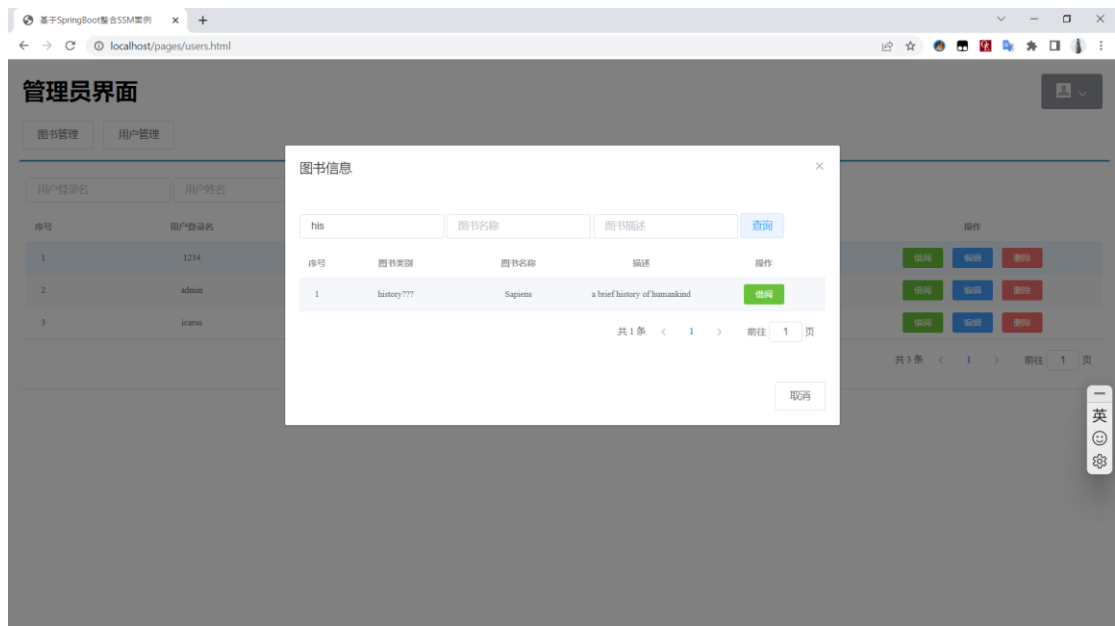 基于SpringBoot整合SSM案例
localhost/pages/users.html
管理员界面
图书管理 用户管理
用户登录名 用户姓名
序号 用户登录名 操作
1 1234 借阅 编辑 删除
2 admin 借阅 编辑 删除
3 icarus 借阅 编辑 删除
共 3 条 1 前往 1 页
图书信息
his 图书名称 图书描述 查询
序号 图书类别 图书名称 描述 操作
1 history??? Sapiens a brief history of humankind 借阅
共 1 条 1 前往 1 页
取消
英